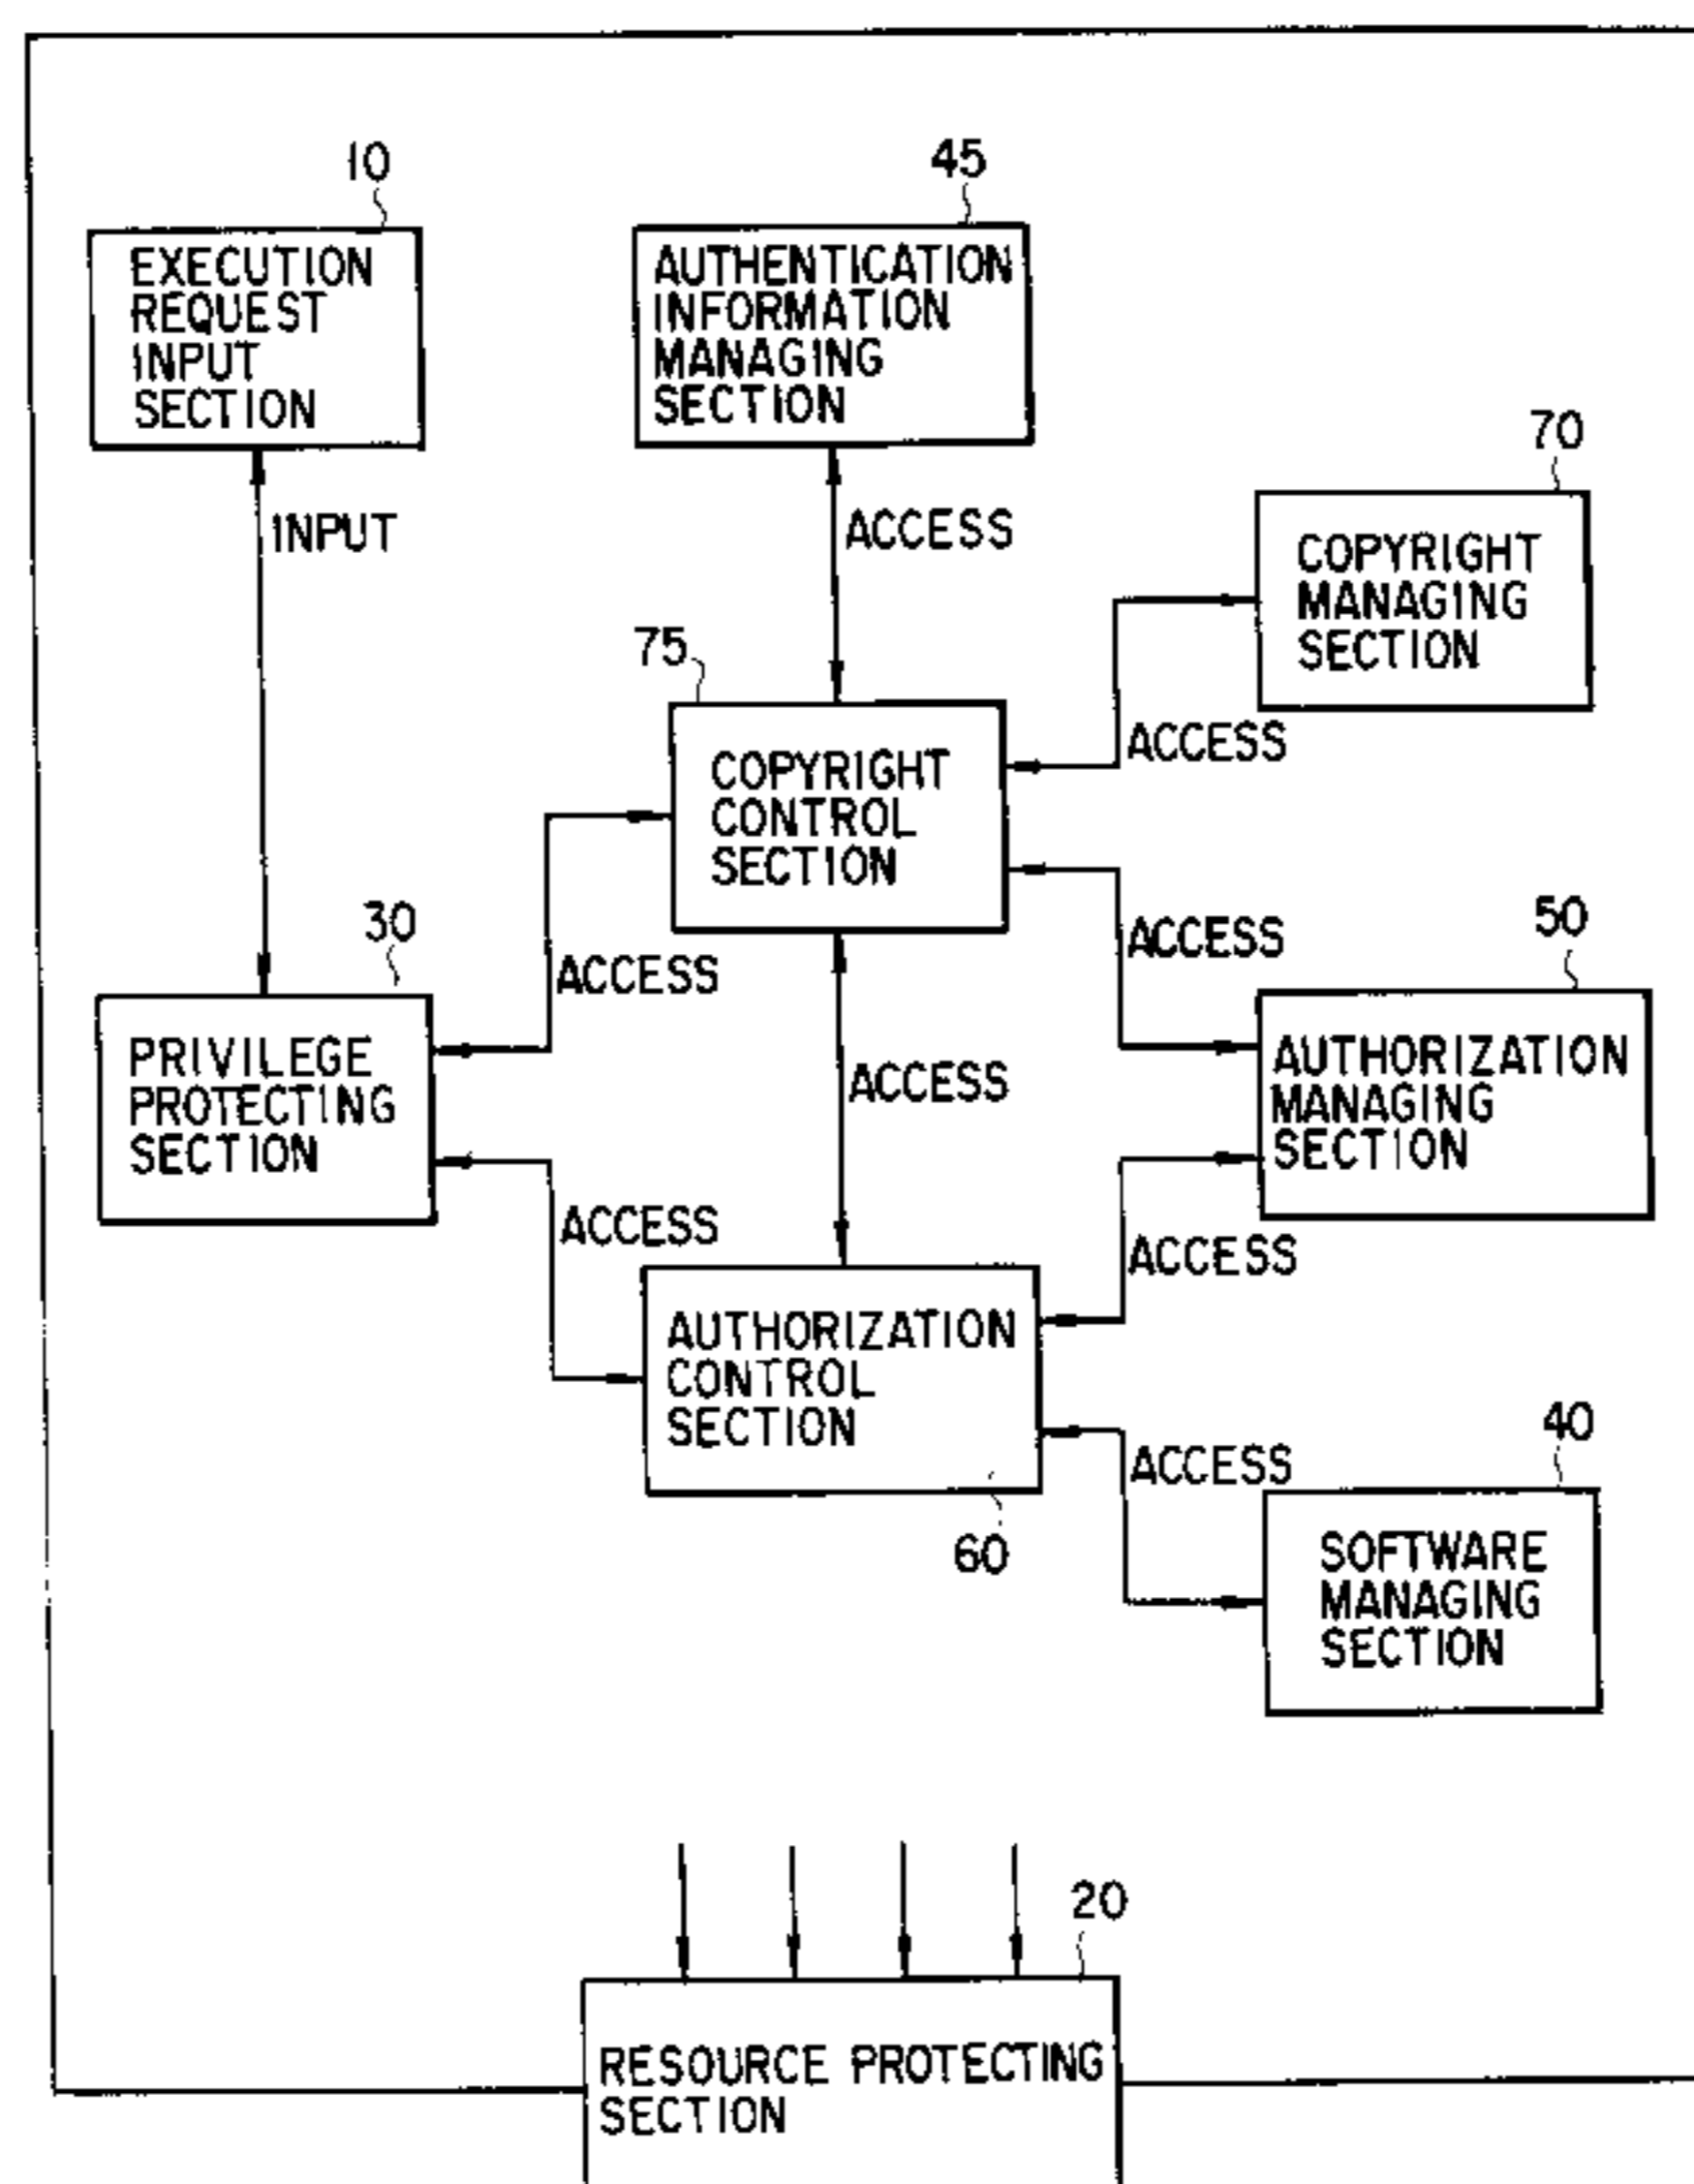 10
EXECUTION
REQUEST
INPUT
SECTION
45
AUTHENTICATION
INFORMATION
MANAGING
SECTION
INPUT
ACCESS
70
COPYRIGHT
MANAGING
SECTION
75
COPYRIGHT
CONTROL
SECTION
ACCESS
30
PRIVILEGE
PROTECTING
SECTION
ACCESS
ACCESS
50
AUTHORIZATION
MANAGING
SECTION
ACCESS
ACCESS
AUTHORIZATION
CONTROL
SECTION
60
ACCESS
ACCESS
40
SOFTWARE
MANAGING
SECTION
20
RESOURCE PROTECTING
SECTION